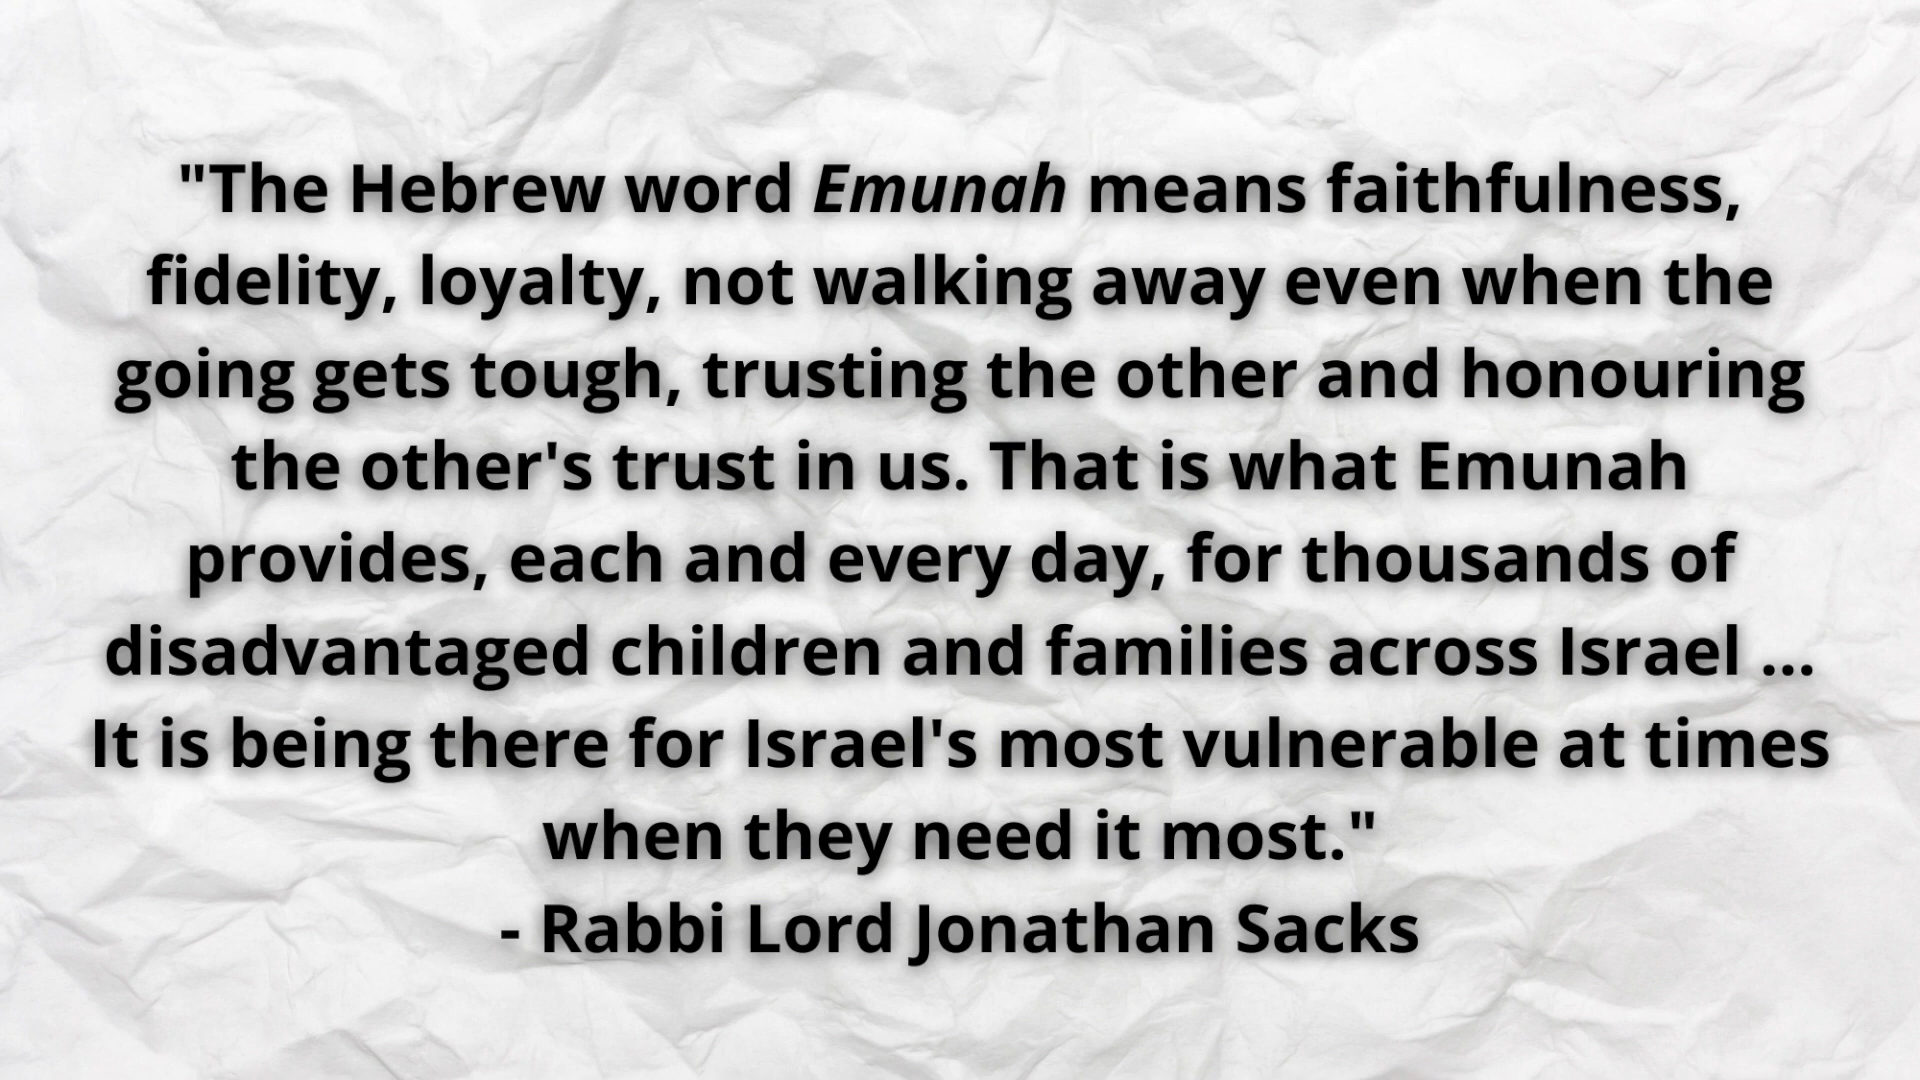 "The Hebrew word Emunah means faithfulness,
fidelity, loyalty, not walking away even when the
going gets tough, trusting the other and honouring
the other's trust in us. That is what Emunah
provides, each and every day, for thousands of
disadvantaged children and families across Israel ...
It is being there for Israel's most vulnerable at times
when they need it most."
- Rabbi Lord Jonathan Sacks